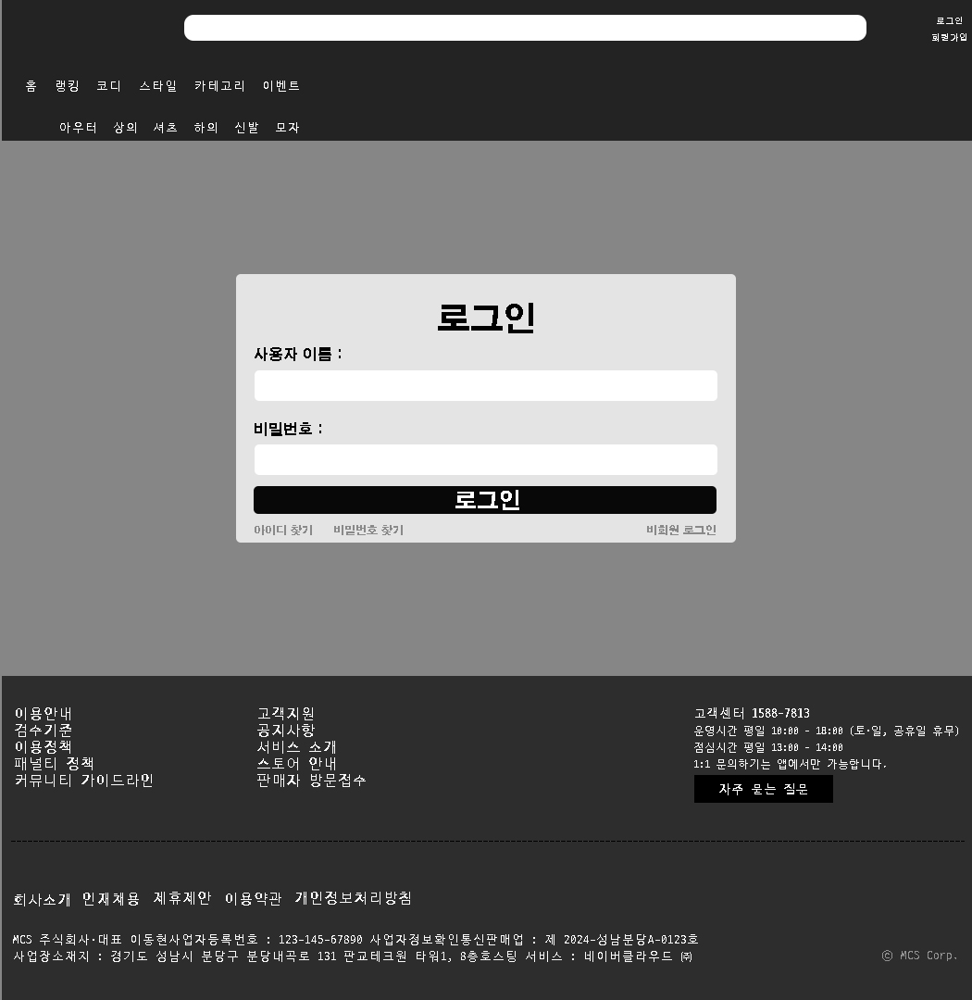 로그인
회원가입
홈 랭킹 코디 스타일 카테고리 이벤트
아우터 상의 셔츠 하의 신발 모자
로그인
사용자 이름 :
비밀번호 :
로그인
아이디 찾기 비밀번호 찾기 비회원 로그인
이용안내
검수기준
이용정책
패널티 정책
커뮤니티 가이드라인
고객지원
공지사항
서비스 소개
스토어 안내
판매자 방문접수
고객센터 1588-7813
운영시간 평일 10:00 - 18:00 (토·일, 공휴일 휴무)
점심시간 평일 13:00 - 14:00
1:1 문의하기는 앱에서만 가능합니다.
자주 묻는 질문
회사소개 인재채용 제휴제안 이용약관 개인정보처리방침
MCS 주식회사·대표 이동현사업자등록번호 : 123-145-67890 사업자정보확인통신판매업 : 제 2024-성남분당A-0123호
사업장소재지 : 경기도 성남시 분당구 분당내곡로 131 판교테크원 타워1, 8층호스팅 서비스 : 네이버클라우드 ㈜
ⓒ MCS Corp.